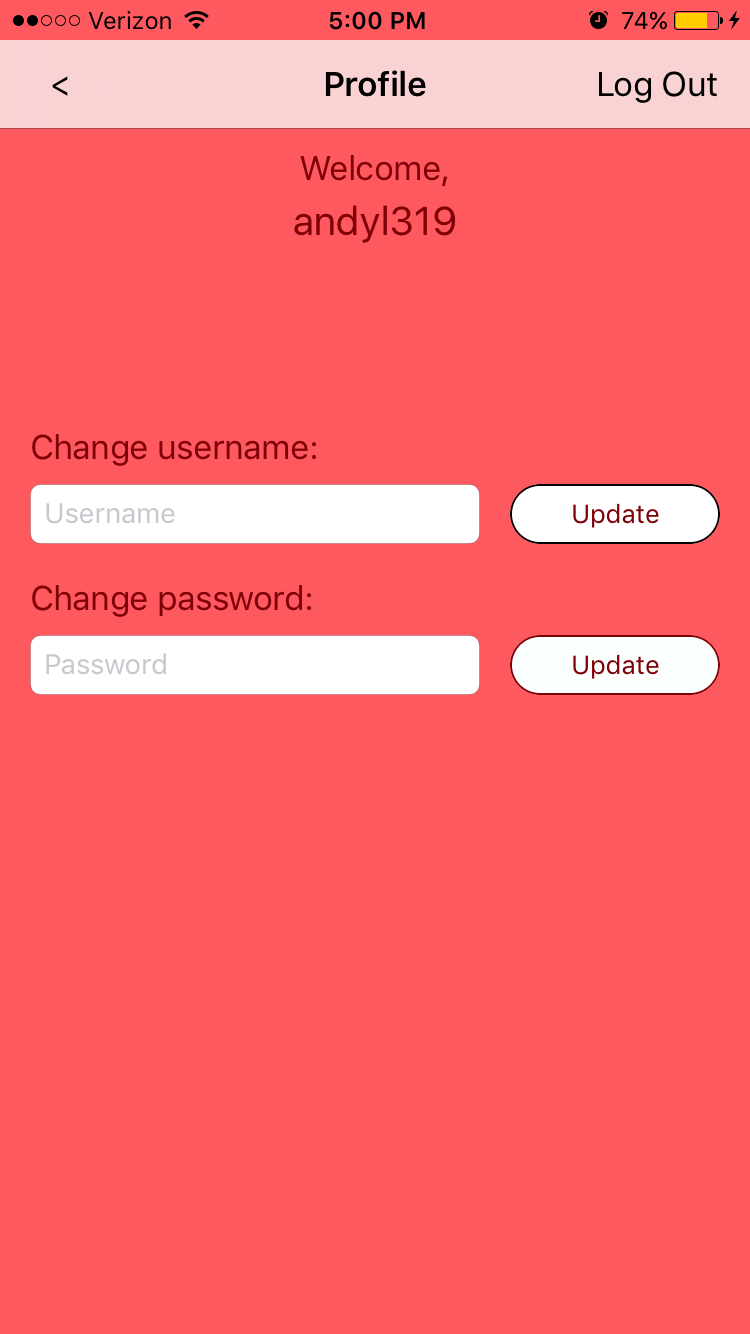 Verizon 5:00 PM 74%
< Profile Log Out
Welcome,
andyl319
Change username:
Username Update
Change password:
Password Update